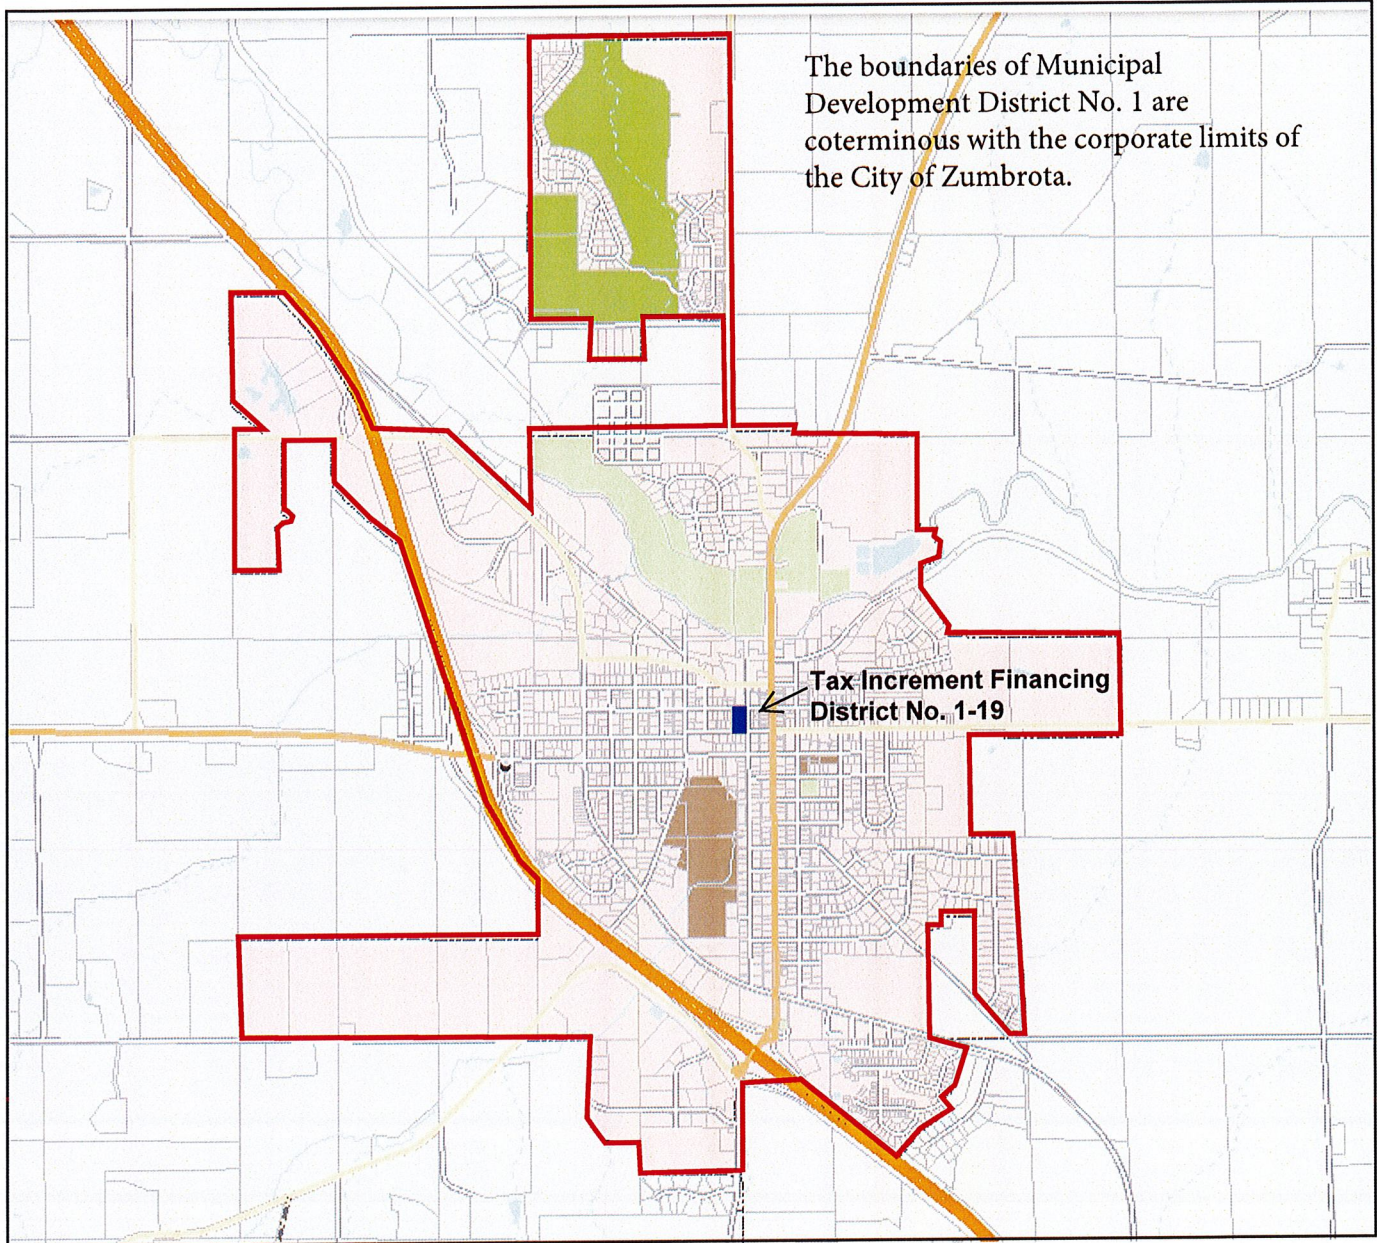 The boundaries of Municipal
Development District No. 1 are
coterminous with the corporate limits of
the City of Zumbrota.
Tax Increment Financing
District No. 1-19